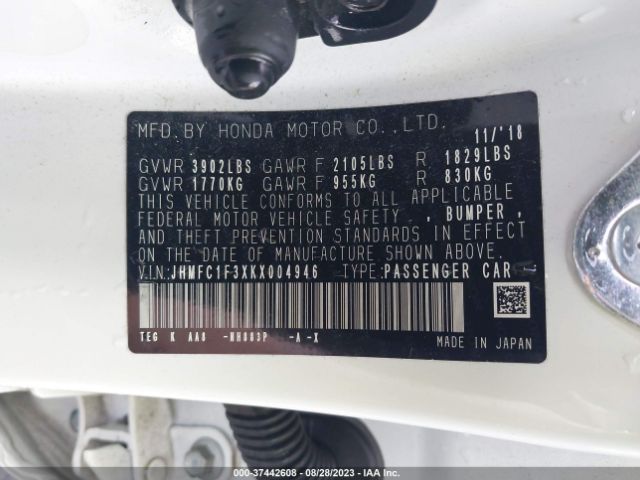 MFD.BY HONDA MOTOR CO.,LTD. 11/'18
GVWR 3902LBS GAWR F 2105LBS R 1829LBS
GVWR 1770KG GAWR F 955KG R 830KG
THIS VEHICLE CONFORMS TO ALL APPLICABLE
FEDERAL MOTOR VEHICLE SAFETY , BUMPER ,
AND THEFT PREVENTION STANDARDS IN EFFECT ON
THE DATE OF MANUFACTURE SHOWN ABOVE.
V.I.N:JHMFC1F3XKX004946 TYPE:PASSENGER CAR
TEG K AA8 -NH883P -A -X
MADE IN JAPAN
000-37442608 - 08/28/2023 - IAA Inc.